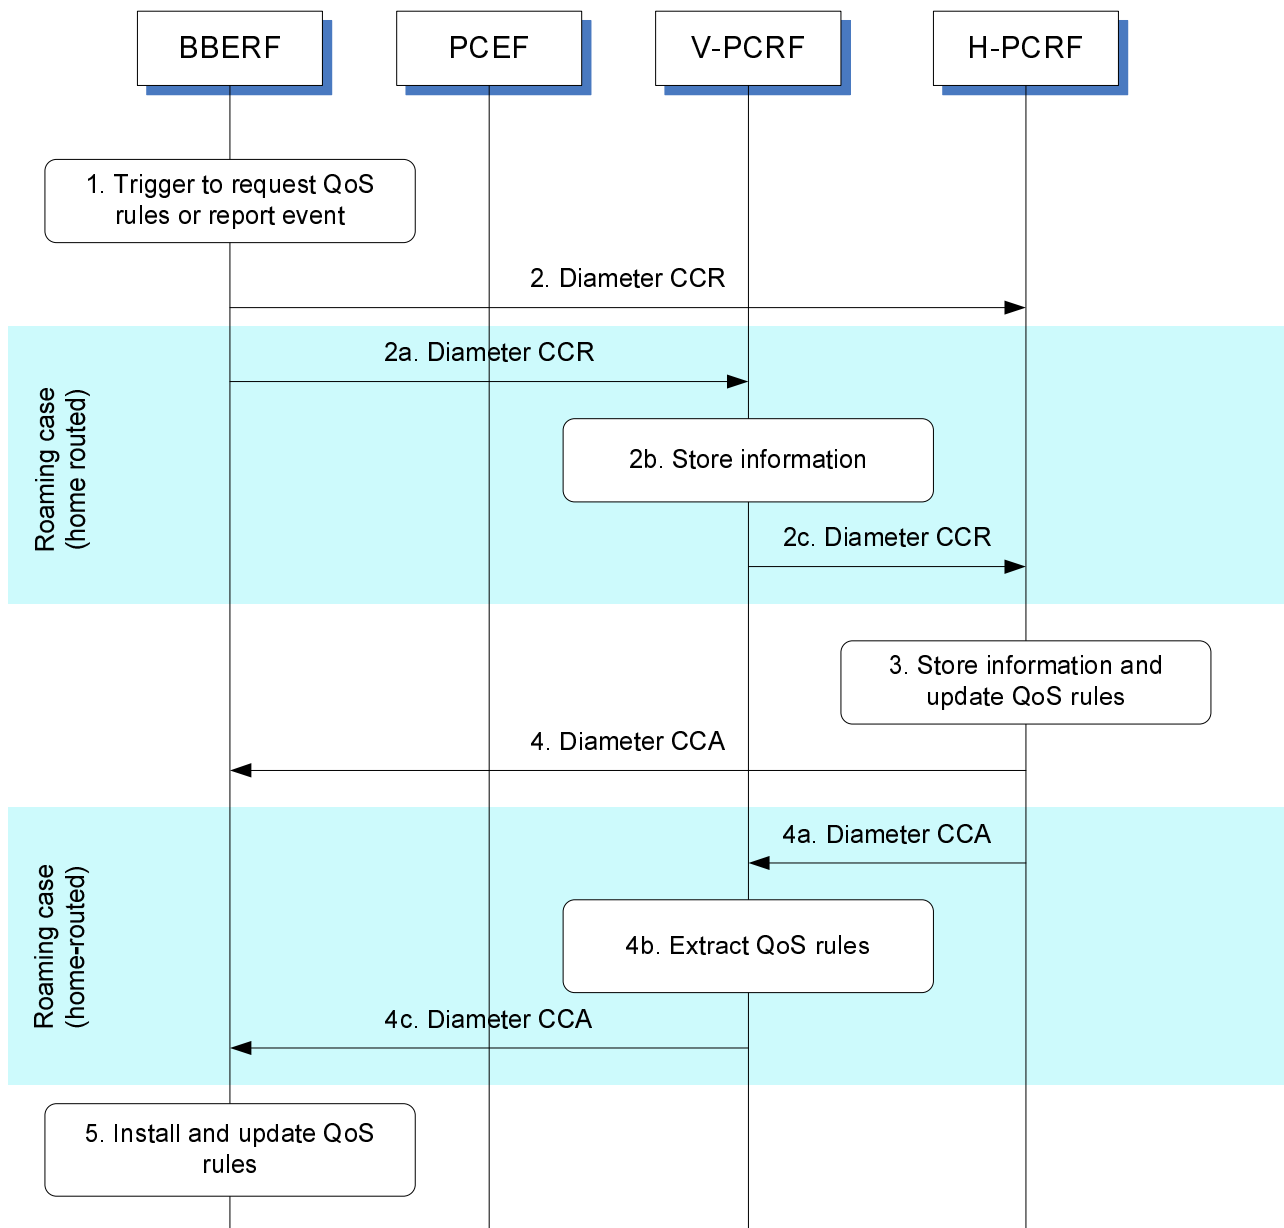 BBERF
PCEF
V-PCRF
H-PCRF
1. Trigger to request QoS
rules or report event
2. Diameter CCR
2a. Diameter CCR
Roaming case
(home routed)
2b. Store information
2c. Diameter CCR
3. Store information and
update QoS rules
4. Diameter CCA
4a. Diameter CCA
Roaming case
(home-routed)
4b. Extract QoS rules
4c. Diameter CCA
5. Install and update QoS
rules